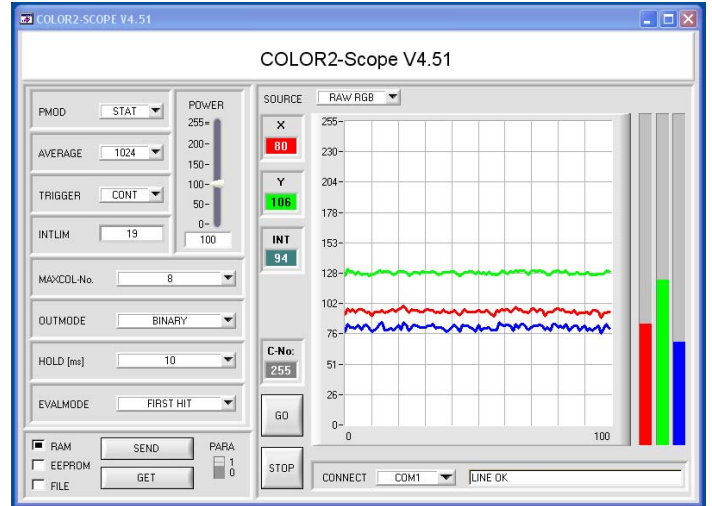 COLOR2-SCOPE V4.51
COLOR2-Scope V4.51
PMOD STAT
AVERAGE 1024
TRIGGER CONT
INTLIM 19
POWER
255
200
150
100
50
0
100
MAXCOL-No. 8
OUTMODE BINARY
HOLD [ms] 10
EVALMODE FIRST HIT
RAM
EEPROM
FILE
SEND
GET
PARA
1
0
SOURCE RAW RGB
X
80
Y
106
INT
94
C-No:
255
GO
STOP
255
230
204
178
153
128
102
76
51
26
0
0 100
CONNECT COM1 LINE OK